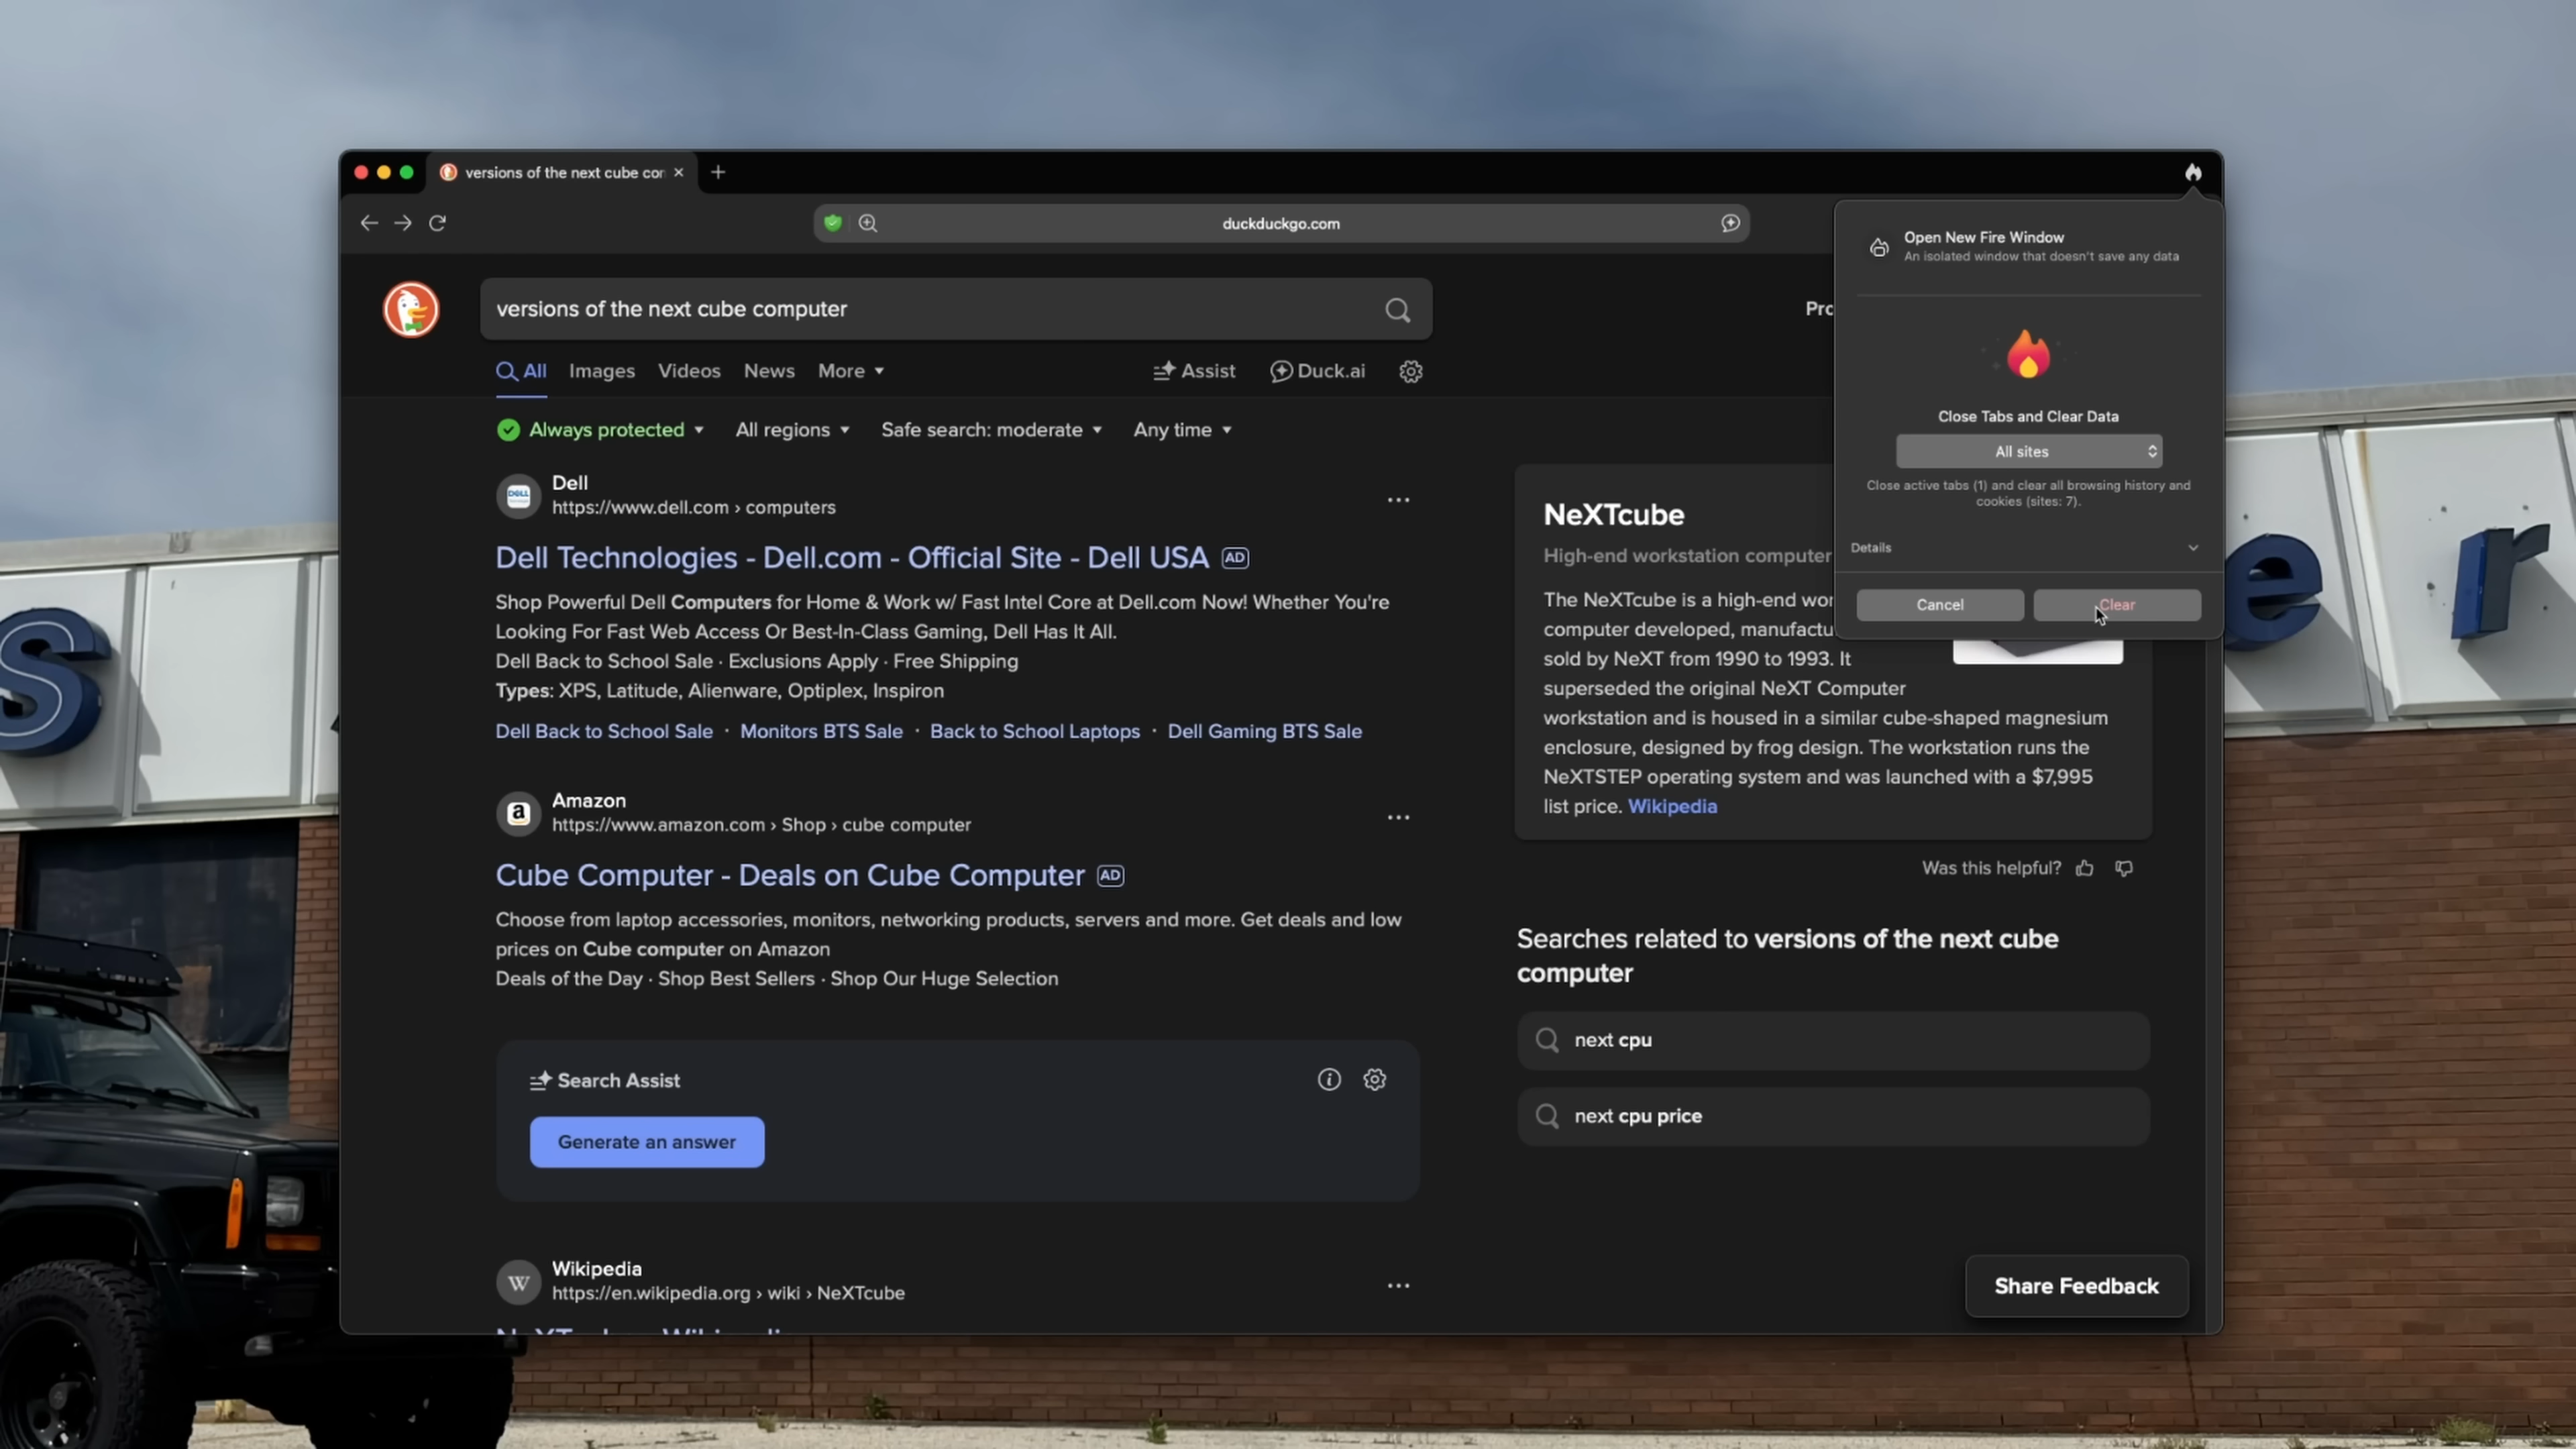 versions of the next cube cor
duckduckgo.com
Open New Fire Window
An isolated window that doesn't save any data
versions of the next cube computer
Pro
All
Images
Videos
News
More
Assist
Duck.ai
Close Tabs and Clear Data
All sites
Close active tabs (1) and clear all browsing history and
cookies (sites: 7).
Details
Cancel
Clear
Always protected
All regions
Safe search: moderate
Any time
DELL
Dell
https://www.dell.com › computers
Dell Technologies - Dell.com - Official Site - Dell USA AD
Shop Powerful Dell Computers for Home & Work w/ Fast Intel Core at Dell.com Now! Whether You're
Looking For Fast Web Access Or Best-In-Class Gaming, Dell Has It All.
Dell Back to School Sale · Exclusions Apply · Free Shipping
Types: XPS, Latitude, Alienware, Optiplex, Inspiron
Dell Back to School Sale · Monitors BTS Sale · Back to School Laptops · Dell Gaming BTS Sale
a
Amazon
https://www.amazon.com › Shop › cube computer
Cube Computer - Deals on Cube Computer AD
Choose from laptop accessories, monitors, networking products, servers and more. Get deals and low
prices on Cube computer on Amazon
Deals of the Day · Shop Best Sellers · Shop Our Huge Selection
Search Assist
Generate an answer
W
Wikipedia
https://en.wikipedia.org › wiki › NeXTcube
NeXTcube
High-end workstation computer
The NeXTcube is a high-end wor
computer developed, manufactu
sold by NeXT from 1990 to 1993. It
superseded the original NeXT Computer
workstation and is housed in a similar cube-shaped magnesium
enclosure, designed by frog design. The workstation runs the
NeXTSTEP operating system and was launched with a $7,995
list price. Wikipedia
Was this helpful?
Searches related to versions of the next cube
computer
next cpu
next cpu price
Share Feedback
s
er